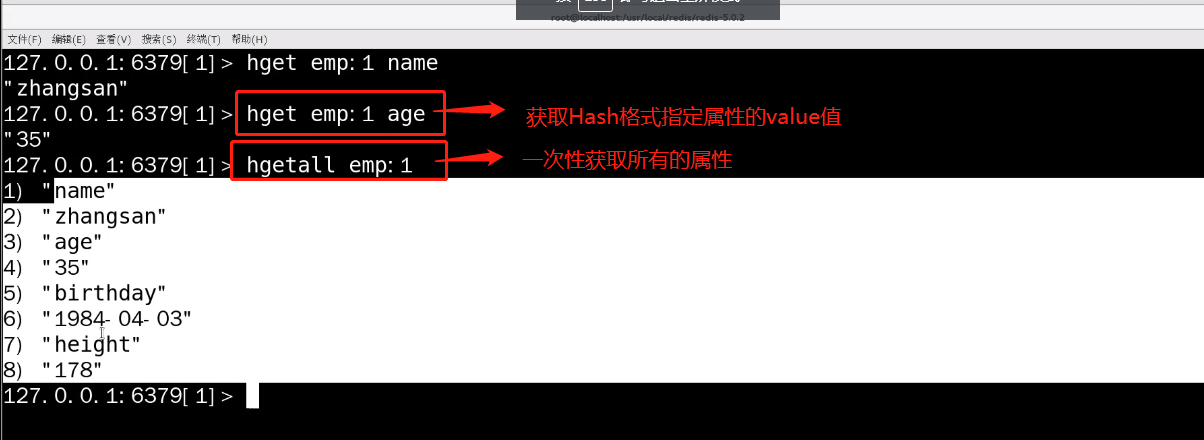 root@localhost:/usr/local/redis/redis-5.0.2
文件(F) 编辑(E) 查看(V) 搜索(S) 终端(T) 帮助(H)
127.0.0.1:6379[1]> hget emp:1 name
"zhangsan"
127.0.0.1:6379[1]> hget emp:1 age
获取Hash格式指定属性的value值
"35"
127.0.0.1:6379[1]> hgetall emp:1
一次性获取所有的属性
1) "name"
2) "zhangsan"
3) "age"
4) "35"
5) "birthday"
6) "1984-04-03"
7) "height"
8) "178"
127.0.0.1:6379[1]>